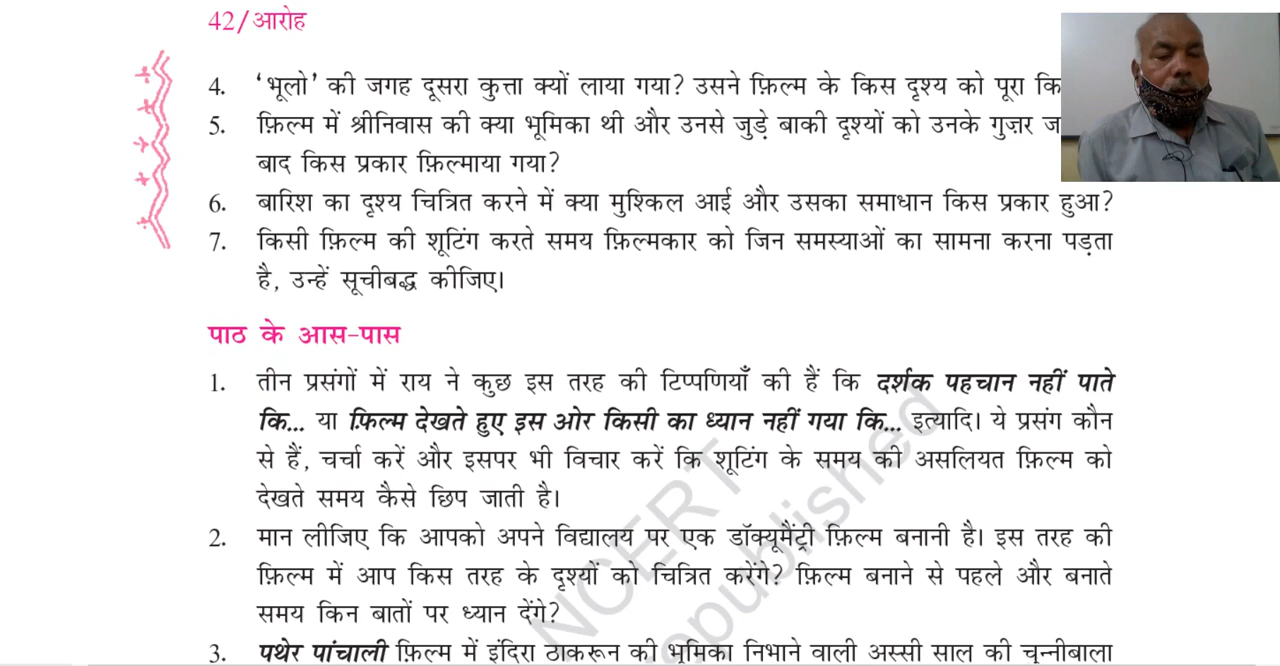 42/आरोह
4. ‘भूलो’ की जगह दूसरा कुत्ता क्यों लाया गया? उसने फ़िल्म के किस दृश्य को पूरा कि
5. फ़िल्म में श्रीनिवास की क्या भूमिका थी और उनसे जुड़े बाकी दृश्यों को उनके गुज़र ज
बाद किस प्रकार फ़िल्माया गया?
6. बारिश का दृश्य चित्रित करने में क्या मुश्किल आई और उसका समाधान किस प्रकार हुआ?
7. किसी फ़िल्म की शूटिंग करते समय फ़िल्मकार को जिन समस्याओं का सामना करना पड़ता
है, उन्हें सूचीबद्ध कीजिए।
पाठ के आस-पास
1. तीन प्रसंगों में राय ने कुछ इस तरह की टिप्पणियाँ की हैं कि दर्शक पहचान नहीं पाते
कि... या फ़िल्म देखते हुए इस ओर किसी का ध्यान नहीं गया कि... इत्यादि। ये प्रसंग कौन
से हैं, चर्चा करें और इसपर भी विचार करें कि शूटिंग के समय की असलियत फ़िल्म को
देखते समय कैसे छिप जाती है।
2. मान लीजिए कि आपको अपने विद्यालय पर एक डॉक्यूमैंट्री फ़िल्म बनानी है। इस तरह की
फ़िल्म में आप किस तरह के दृश्यों को चित्रित करेंगे? फ़िल्म बनाने से पहले और बनाते
समय किन बातों पर ध्यान देंगे?
3. पथेर पांचाली फ़िल्म में इंदिरा ठाकरून की भूमिका निभाने वाली अस्सी साल की चुन्नीबाला
NCERT
republished